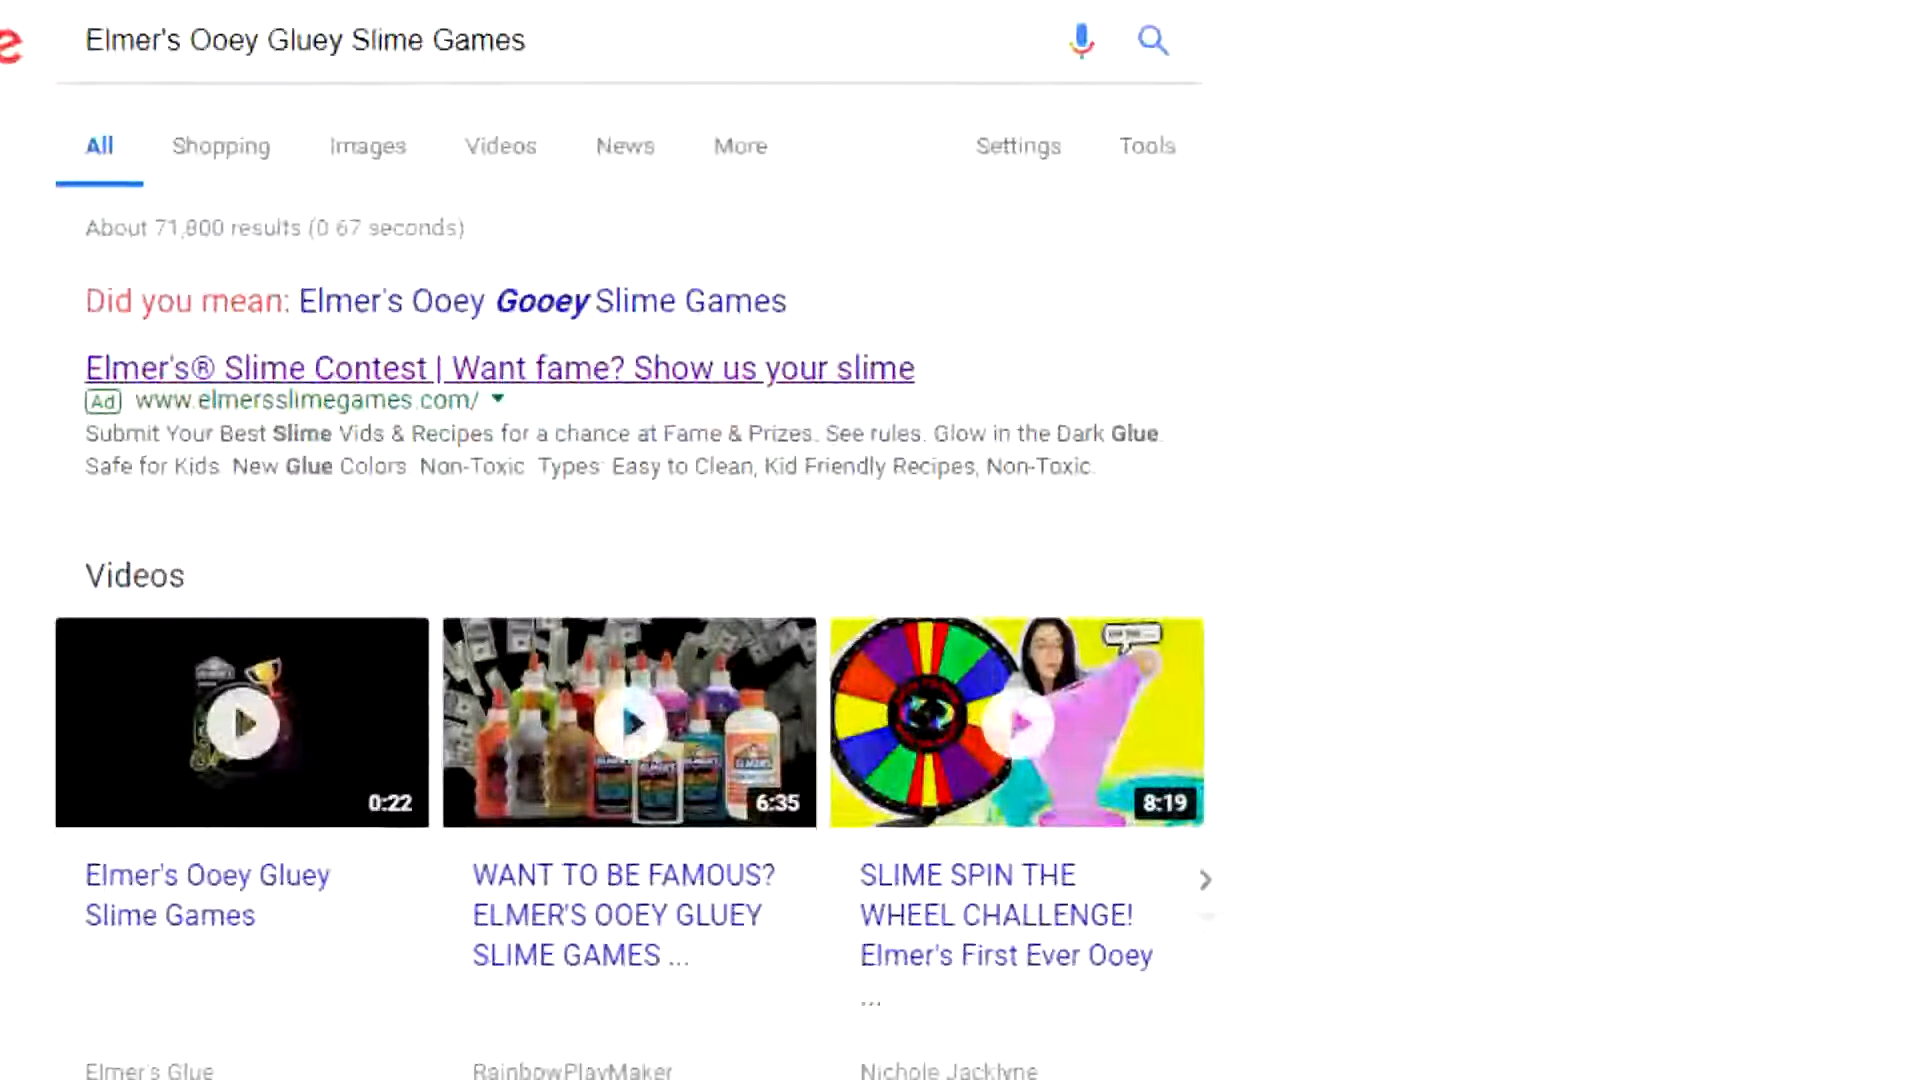 e
Elmer's Ooey Gluey Slime Games
All Shopping Images Videos News More Settings Tools
About 71,800 results (0.67 seconds)
Did you mean: Elmer's Ooey Gooey Slime Games
Elmer's® Slime Contest | Want fame? Show us your slime
Ad www.elmersslimegames.com/
Submit Your Best Slime Vids & Recipes for a chance at Fame & Prizes. See rules. Glow in the Dark Glue.
Safe for Kids. New Glue Colors. Non-Toxic. Types: Easy to Clean, Kid Friendly Recipes, Non-Toxic.
Videos
0:22 6:35 8:19
Elmer's Ooey Gluey
Slime Games
WANT TO BE FAMOUS?
ELMER'S OOEY GLUEY
SLIME GAMES ...
SLIME SPIN THE
WHEEL CHALLENGE!
Elmer's First Ever Ooey
...
Elmer's Glue
RainbowPlayMaker
Nichole Jacklyne